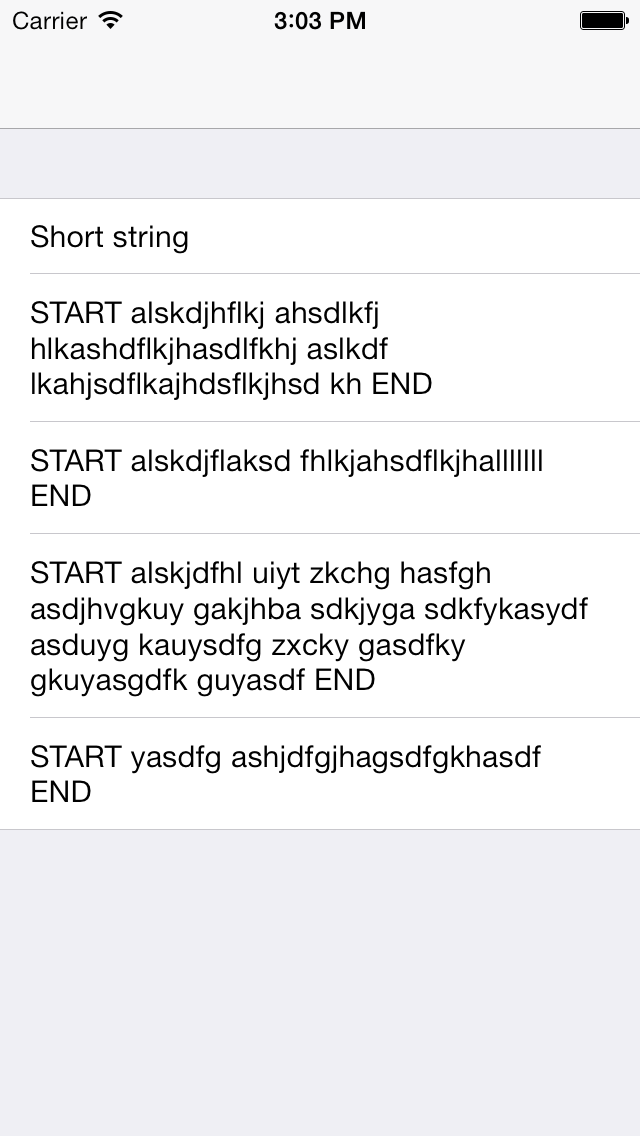 Carrier 3:03 PM
Short string
START alskdjhflkj ahsdlkfj
hlkashdflkjhasdlfkhj aslkdf
lkahjsdflkajhdsflkjhsd kh END
START alskdjflaksd fhlkjahsdflkjhalllllll
END
START alskjdfhl uiyt zkchg hasfgh
asdjhvgkuy gakjhba sdkjyga sdkfykasydf
asduyg kauysdfg zxcky gasdfky
gkuyasgdfk guyasdf END
START yasdfg ashjdfgjhagsdfgkhasdf
END